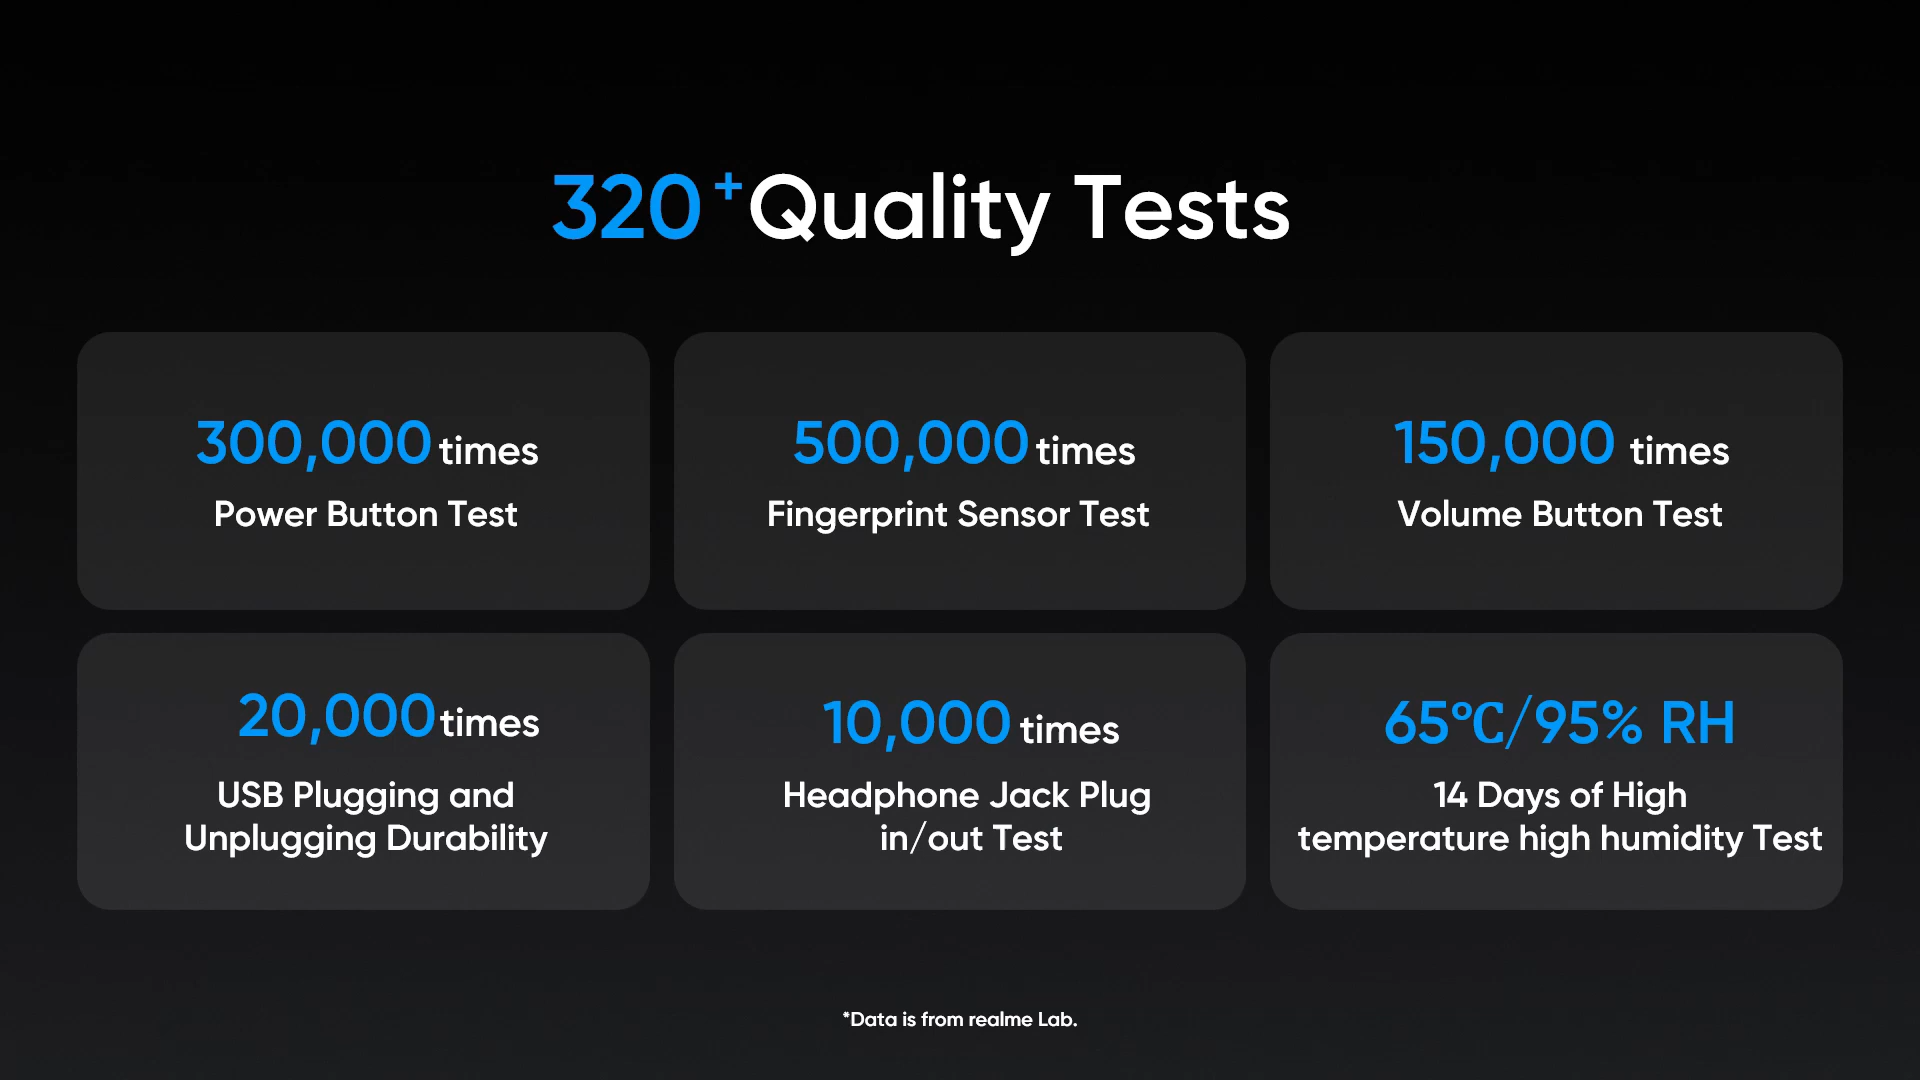 320+Quality Tests
300,000 times
Power Button Test
500,000 times
Fingerprint Sensor Test
150,000 times
Volume Button Test
20,000 times
USB Plugging and
Unplugging Durability
10,000 times
Headphone Jack Plug
in/out Test
65℃/95% RH
14 Days of High
temperature high humidity Test
*Data is from realme Lab.